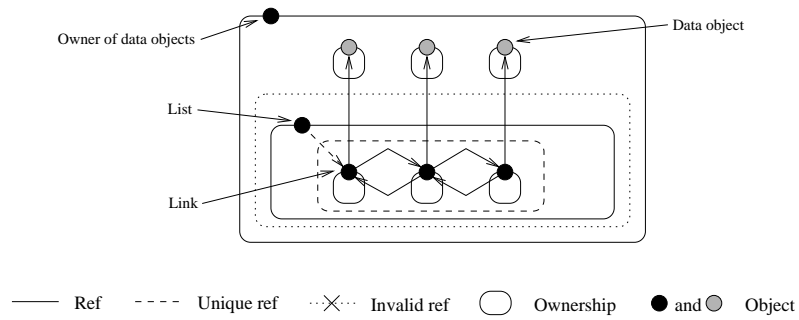 Owner of data objects
Data object
List
Link
Ref
Unique ref
Invalid ref
Ownership
and
Object